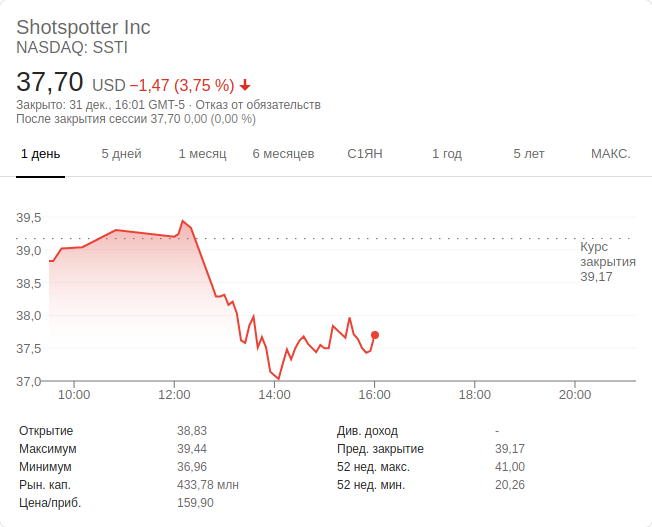 Shotspotter Inc
NASDAQ: SSTI
37,70 USD −1,47 (3,75 %)
Закрыто: 31 дек., 16:01 GMT-5 · Отказ от обязательств
После закрытия сессии 37,70 0,00 (0,00 %)
1 день 5 дней 1 месяц 6 месяцев С1ЯН 1 год 5 лет МАКС.
39,5
39,0
38,5
38,0
37,5
37,0
Курс
закрытия
39,17
10:00 12:00 14:00 16:00 18:00 20:00
Открытие 38,83 Див. доход -
Максимум 39,44 Пред. закрытие 39,17
Минимум 36,96 52 нед. макс. 41,00
Рын. кап. 433,78 млн 52 нед. мин. 20,26
Цена/приб. 159,90